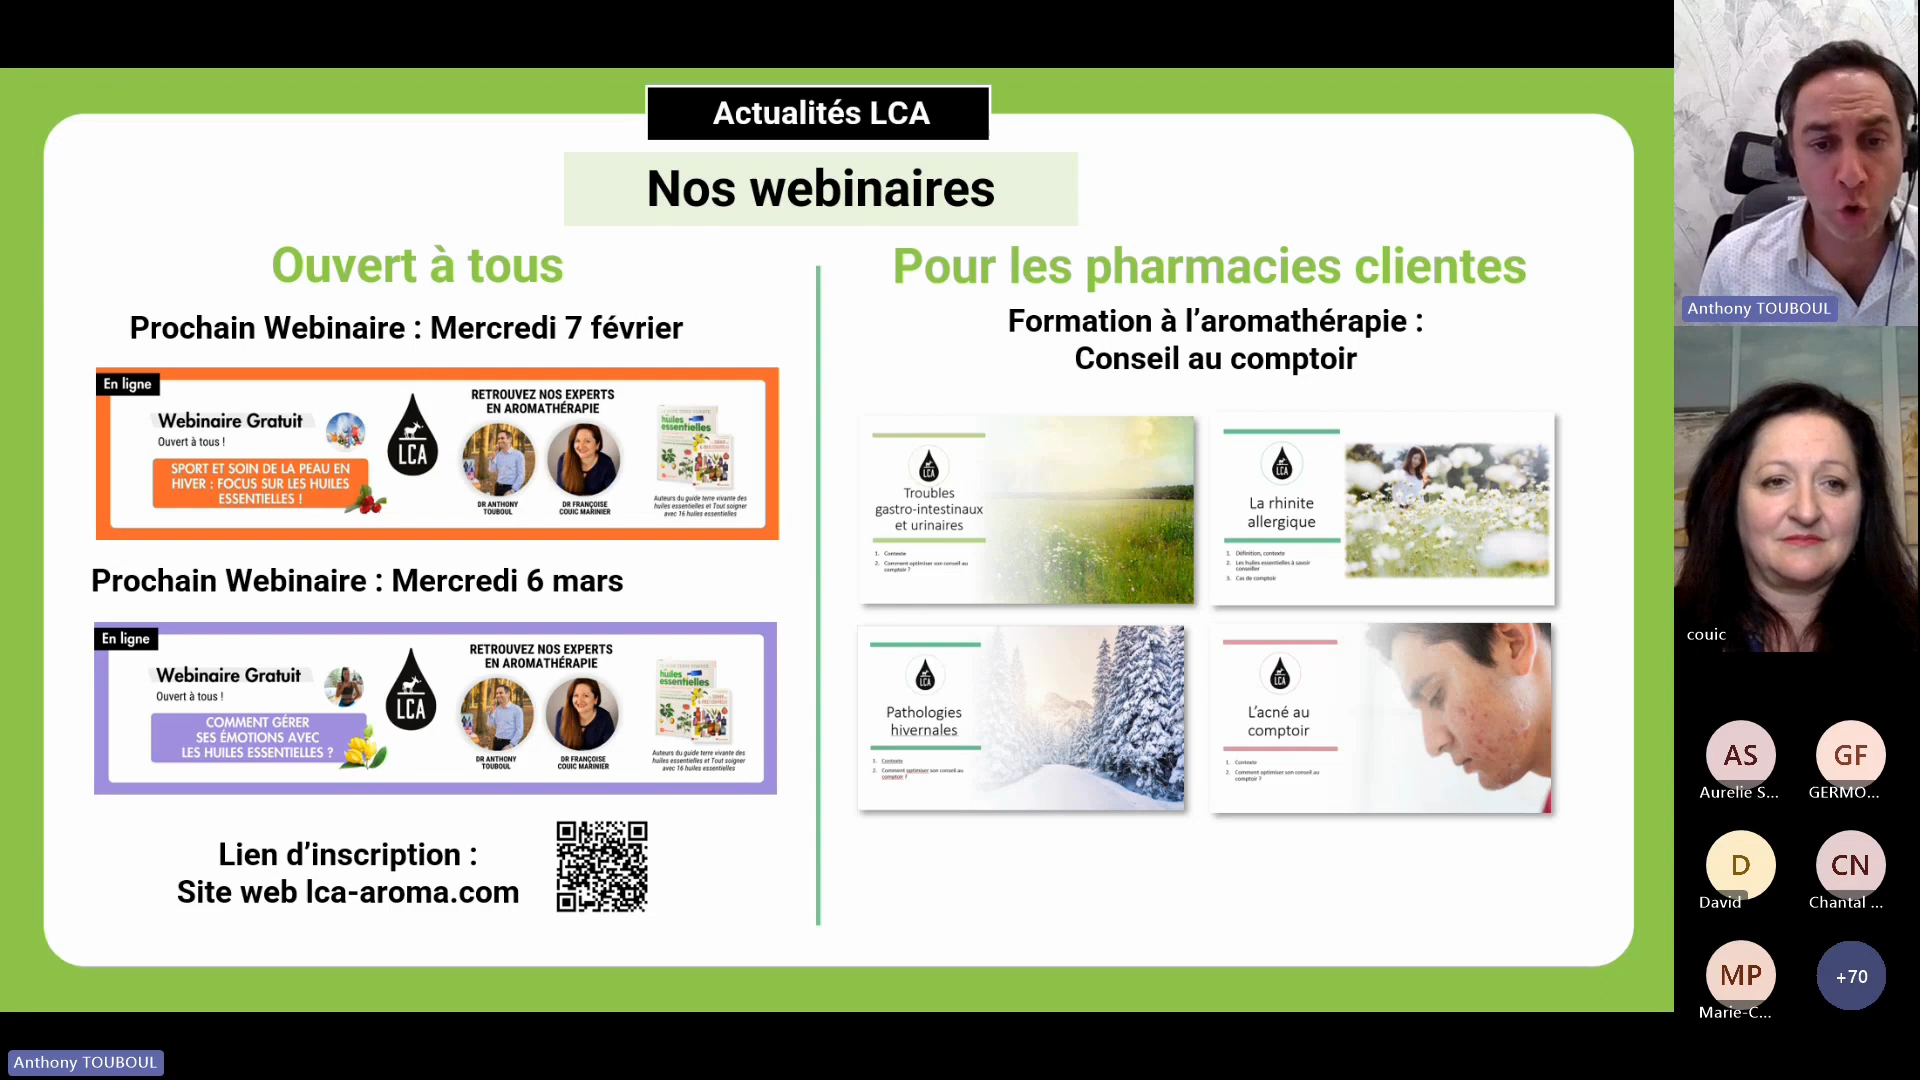 Actualités LCA
Nos webinaires
Ouvert à tous
Prochain Webinaire : Mercredi 7 février
En ligne
Webinaire Gratuit
Ouvert à tous !
SPORT ET SOIN DE LA PEAU EN
HIVER : FOCUS SUR LES HUILES
ESSENTIELLES !
LCA
RETROUVEZ NOS EXPERTS
EN AROMATHÉRAPIE
DR ANTHONY
TOUBOUL
DR FRANÇOISE
COUIC MARINIER
huiles
essentielles
Auteurs du guide terre vivante des
huiles essentielles et Tout soigner
avec 16 huiles essentielles
Prochain Webinaire : Mercredi 6 mars
En ligne
Webinaire Gratuit
Ouvert à tous !
COMMENT GÉRER
SES ÉMOTIONS AVEC
LES HUILES ESSENTIELLES ?
LCA
RETROUVEZ NOS EXPERTS
EN AROMATHÉRAPIE
DR ANTHONY
TOUBOUL
DR FRANÇOISE
COUIC MARINIER
huiles
essentielles
Auteurs du guide terre vivante des
huiles essentielles et Tout soigner
avec 16 huiles essentielles
Lien d’inscription :
Site web lca-aroma.com
Pour les pharmacies clientes
Formation à l’aromathérapie :
Conseil au comptoir
LCA
Troubles
gastro-intestinaux
et urinaires
1. Contexte
2. Comment optimiser son conseil au
comptoir ?
LCA
La rhinite
allergique
1. Définition, contexte
2. Les huiles essentielles à savoir
conseiller
3. Cas de comptoir
LCA
Pathologies
hivernales
1. Contexte
2. Comment optimiser son conseil au
comptoir ?
LCA
L’acné au
comptoir
1. Contexte
2. Comment optimiser son conseil au
comptoir ?
Anthony TOUBOUL
couic
AS
Aurelie S...
GF
GERMO...
D
David
CN
Chantal ...
MP
Marie-C...
+70
Anthony TOUBOUL